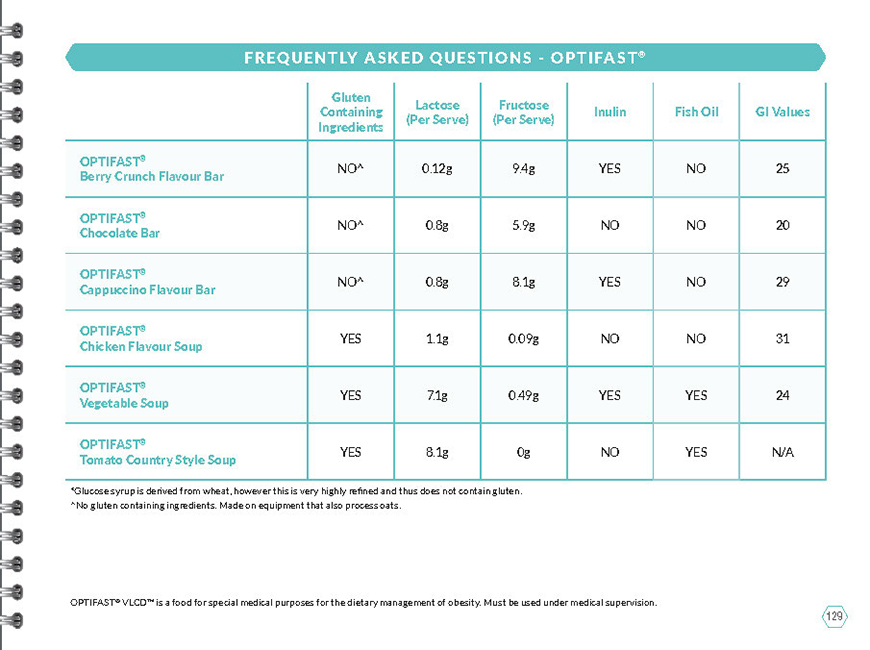 FREQUENTLY ASKED QUESTIONS - OPTIFAST®
Gluten Containing Ingredients | Lactose (Per Serve) | Fructose (Per Serve) | Inulin | Fish Oil | GI Values
OPTIFAST® Berry Crunch Flavour Bar | NO^ | 0.12g | 9.4g | YES | NO | 25
OPTIFAST® Chocolate Bar | NO^ | 0.8g | 5.9g | NO | NO | 20
OPTIFAST® Cappuccino Flavour Bar | NO^ | 0.8g | 8.1g | YES | NO | 29
OPTIFAST® Chicken Flavour Soup | YES | 1.1g | 0.09g | NO | NO | 31
OPTIFAST® Vegetable Soup | YES | 7.1g | 0.49g | YES | YES | 24
OPTIFAST® Tomato Country Style Soup | YES | 8.1g | 0g | NO | YES | N/A
*Glucose syrup is derived from wheat, however this is very highly refined and thus does not contain gluten.
^No gluten containing ingredients. Made on equipment that also process oats.
OPTIFAST® VLCD™ is a food for special medical purposes for the dietary management of obesity. Must be used under medical supervision.
129